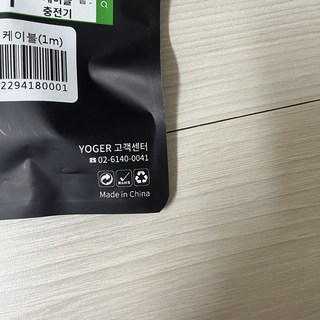 충전기
케이블(1m)
2294180001
YOGER 고객센터
☎02-6140-0041
RoHS
Made in China